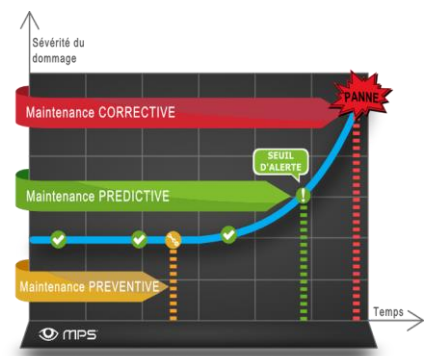 Sévérité du
dommage
PANNE
Maintenance CORRECTIVE
SEUIL
D'ALERTE
!
Maintenance PREDICTIVE
Maintenance PREVENTIVE
Temps
MPS